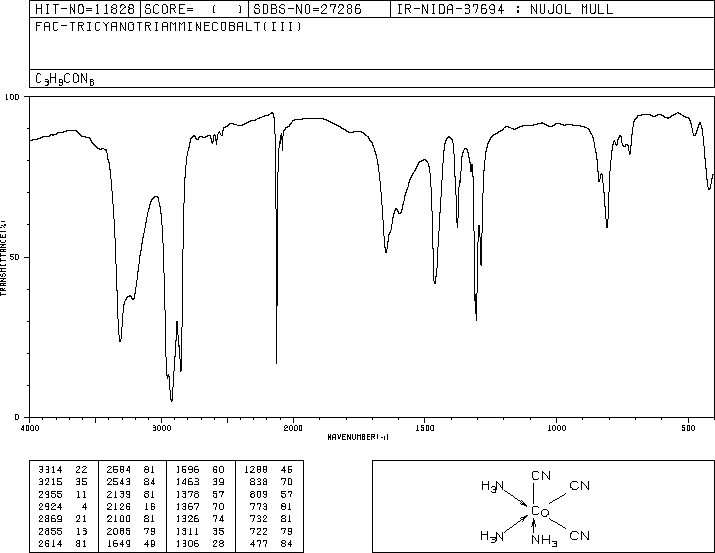 HIT-NO=11828 SCORE= ( ) SDBS-NO=27286 IR-NIDA-37694 : NUJOL MULL
FAC-TRICYANOTRIAMMINECOBALT(III)
C3H9CON6
100
50
0
TRANSMITTANCE(%)
4000 3000 2000 1500 1000 500
WAVENUMBER(-1)
3314 22 2584 81 1596 60 1288 46
3215 35 2543 84 1463 39 838 70
2955 11 2139 81 1378 57 809 57
2924 4 2126 16 1367 70 773 81
2869 21 2100 81 1326 74 732 81
2855 13 2085 79 1311 35 722 79
2614 81 1649 49 1306 28 477 84
CN
H3N CN
Co
H3N NH3 CN